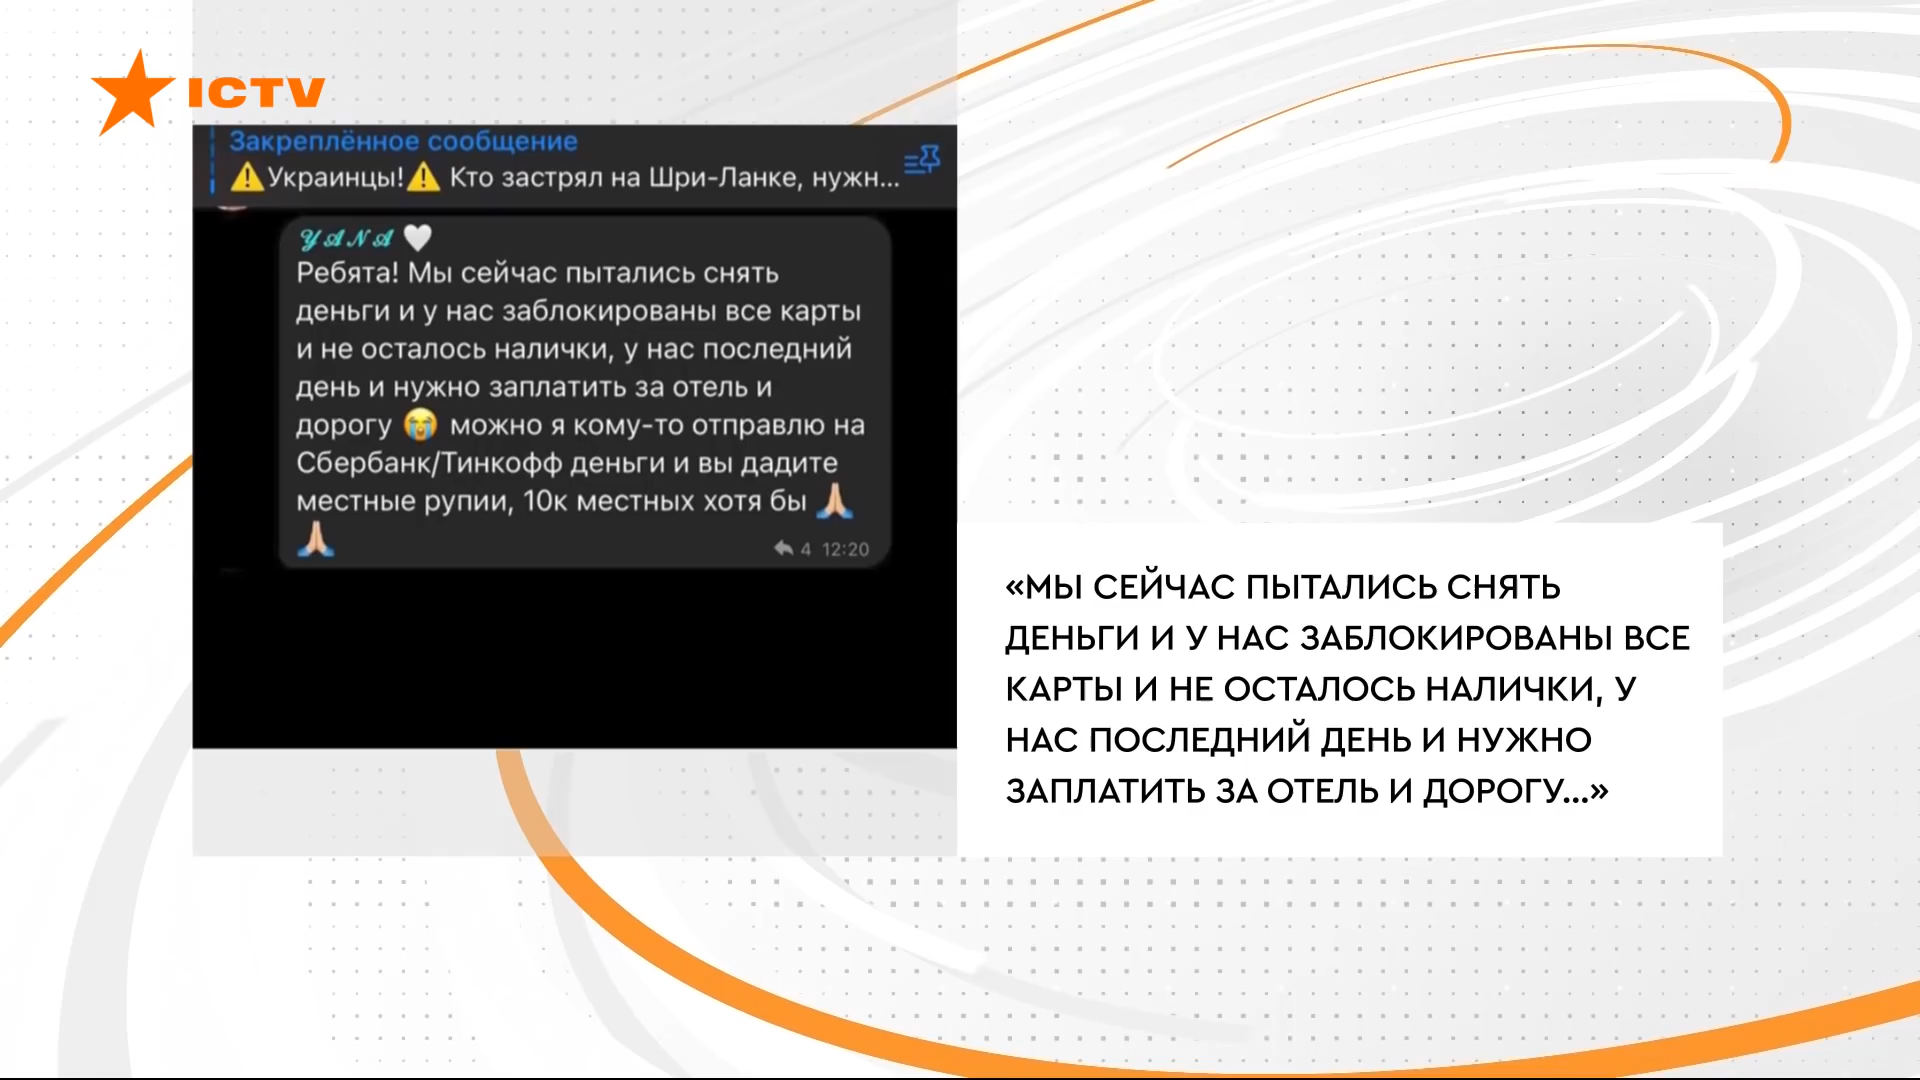 ICTV
Закреплённое сообщение
⚠️Украинцы!⚠️ Кто застрял на Шри-Ланке, нужн...
𝒴𝒜𝒩𝒜 🤍
Ребята! Мы сейчас пытались снять
деньги и у нас заблокированы все карты
и не осталось налички, у нас последний
день и нужно заплатить за отель и
дорогу 😭 можно я кому-то отправлю на
Сбербанк/Тинкофф деньги и вы дадите
местные рупии, 10к местных хотя бы 🙏🏻
🙏🏻
4 12:20
«МЫ СЕЙЧАС ПЫТАЛИСЬ СНЯТЬ
ДЕНЬГИ И У НАС ЗАБЛОКИРОВАНЫ ВСЕ
КАРТЫ И НЕ ОСТАЛОСЬ НАЛИЧКИ, У
НАС ПОСЛЕДНИЙ ДЕНЬ И НУЖНО
ЗАПЛАТИТЬ ЗА ОТЕЛЬ И ДОРОГУ...»